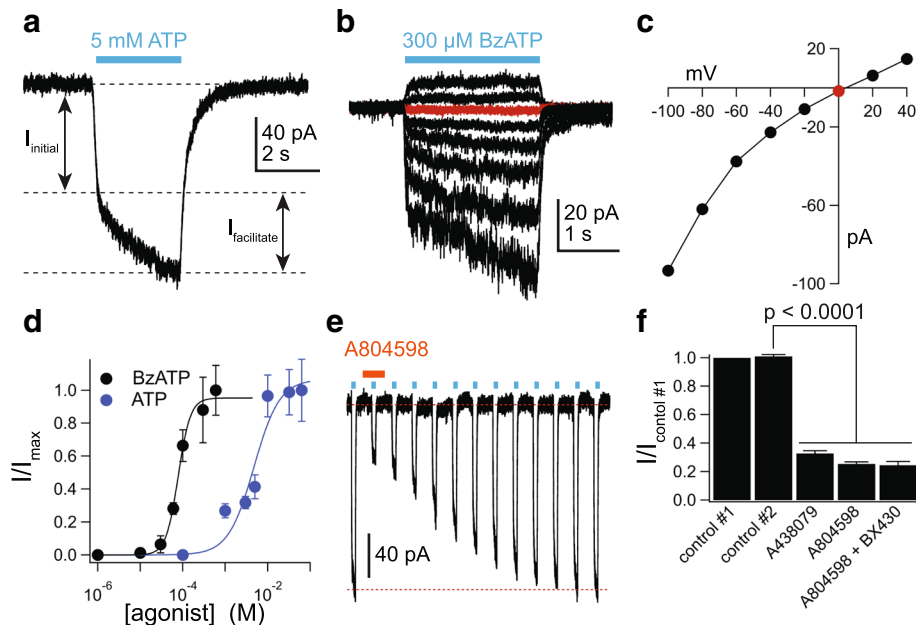 a
5 mM ATP
I initial
I facilitate
40 pA
2 s
b
300 µM BzATP
20 pA
1 s
c
mV
20
-100 -80 -60 -40 -20 0 20 40
-20
-60
pA
-100
d
BzATP
ATP
I/Imax
1.0
0.8
0.6
0.4
0.2
0.0
10-6 10-4 10-2
[agonist] (M)
e
A804598
40 pA
f
p < 0.0001
I/Icontol #1
1.0
0.8
0.6
0.4
0.2
0.0
control #1
control #2
A438079
A804598
A804598 + BX430